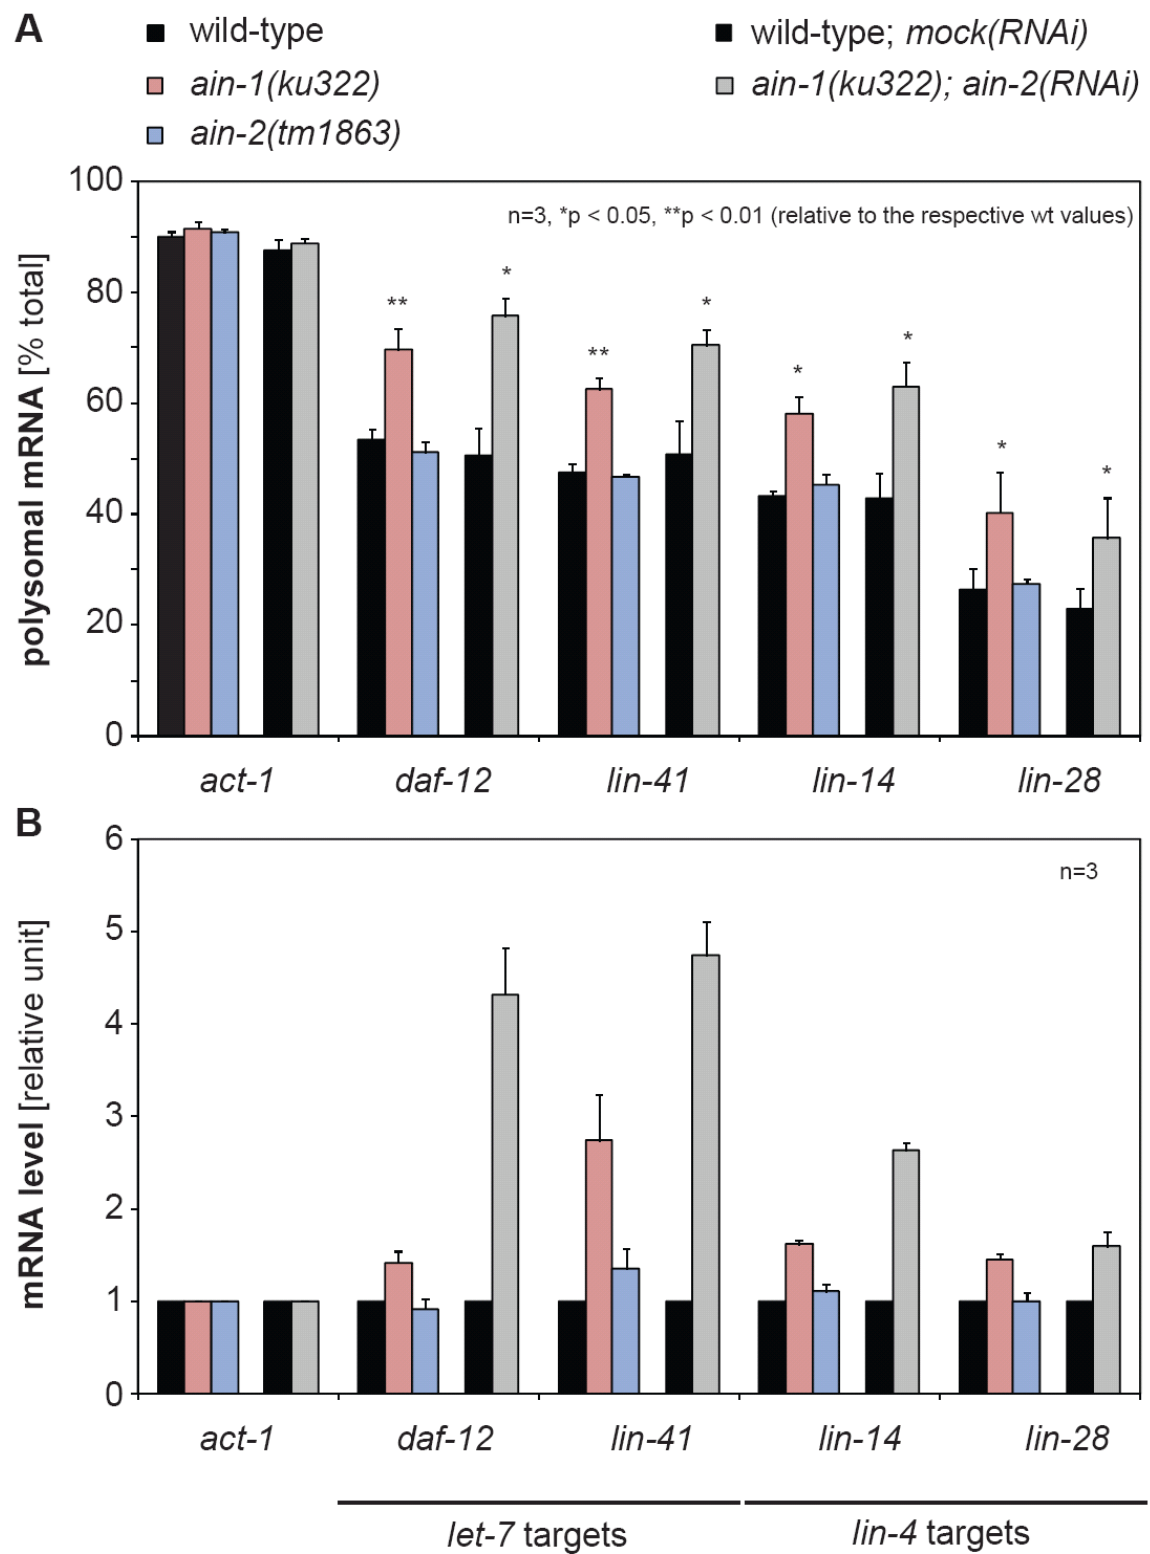 A
wild-type
ain-1(ku322)
ain-2(tm1863)
wild-type; mock(RNAi)
ain-1(ku322); ain-2(RNAi)
polysomal mRNA [% total]
100
80
60
40
20
0
n=3, *p < 0.05, **p < 0.01 (relative to the respective wt values)
**
*
**
*
*
*
*
*
act-1 daf-12 lin-41 lin-14 lin-28
B
mRNA level [relative unit]
6
5
4
3
2
1
0
n=3
act-1 daf-12 lin-41 lin-14 lin-28
let-7 targets lin-4 targets